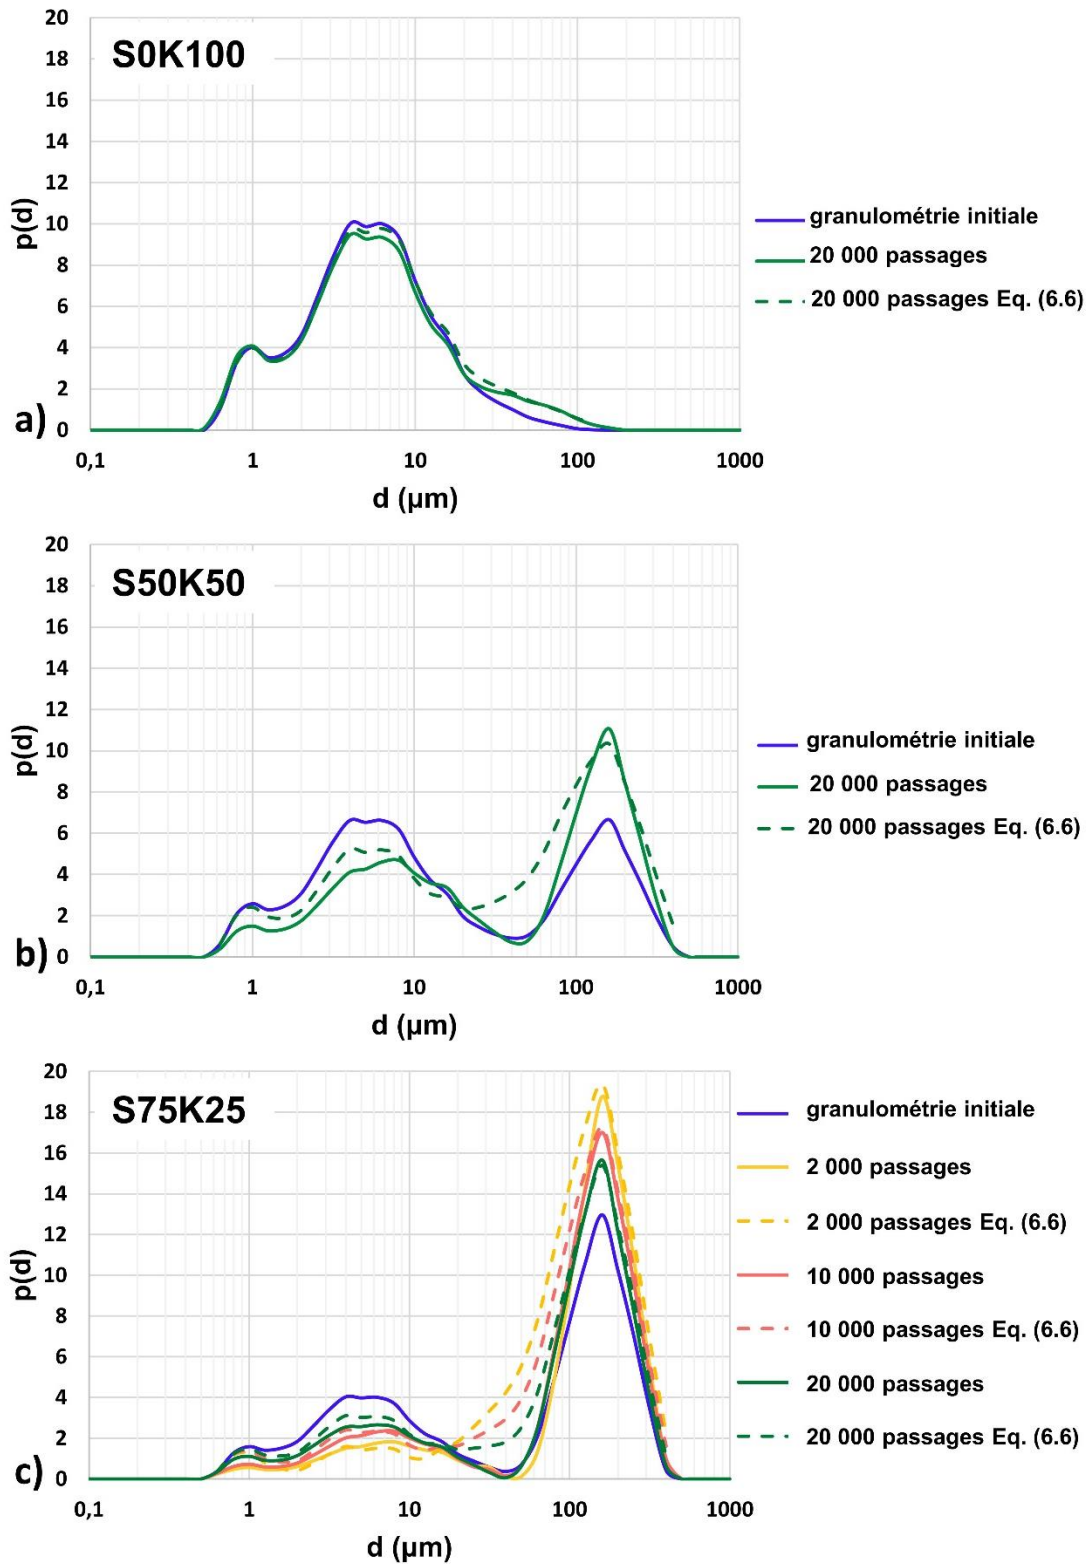 20
S0K100
18
16
14
12
10
8
6
4
2
0
p(d)
a)
0,1
1
10
100
1000
d (µm)
granulométrie initiale
20 000 passages
20 000 passages Eq. (6.6)
20
S50K50
18
16
14
12
10
8
6
4
2
0
p(d)
b)
0,1
1
10
100
1000
d (µm)
granulométrie initiale
20 000 passages
20 000 passages Eq. (6.6)
20
S75K25
18
16
14
12
10
8
6
4
2
0
p(d)
c)
0,1
1
10
100
1000
d (µm)
granulométrie initiale
2 000 passages
2 000 passages Eq. (6.6)
10 000 passages
10 000 passages Eq. (6.6)
20 000 passages
20 000 passages Eq. (6.6)